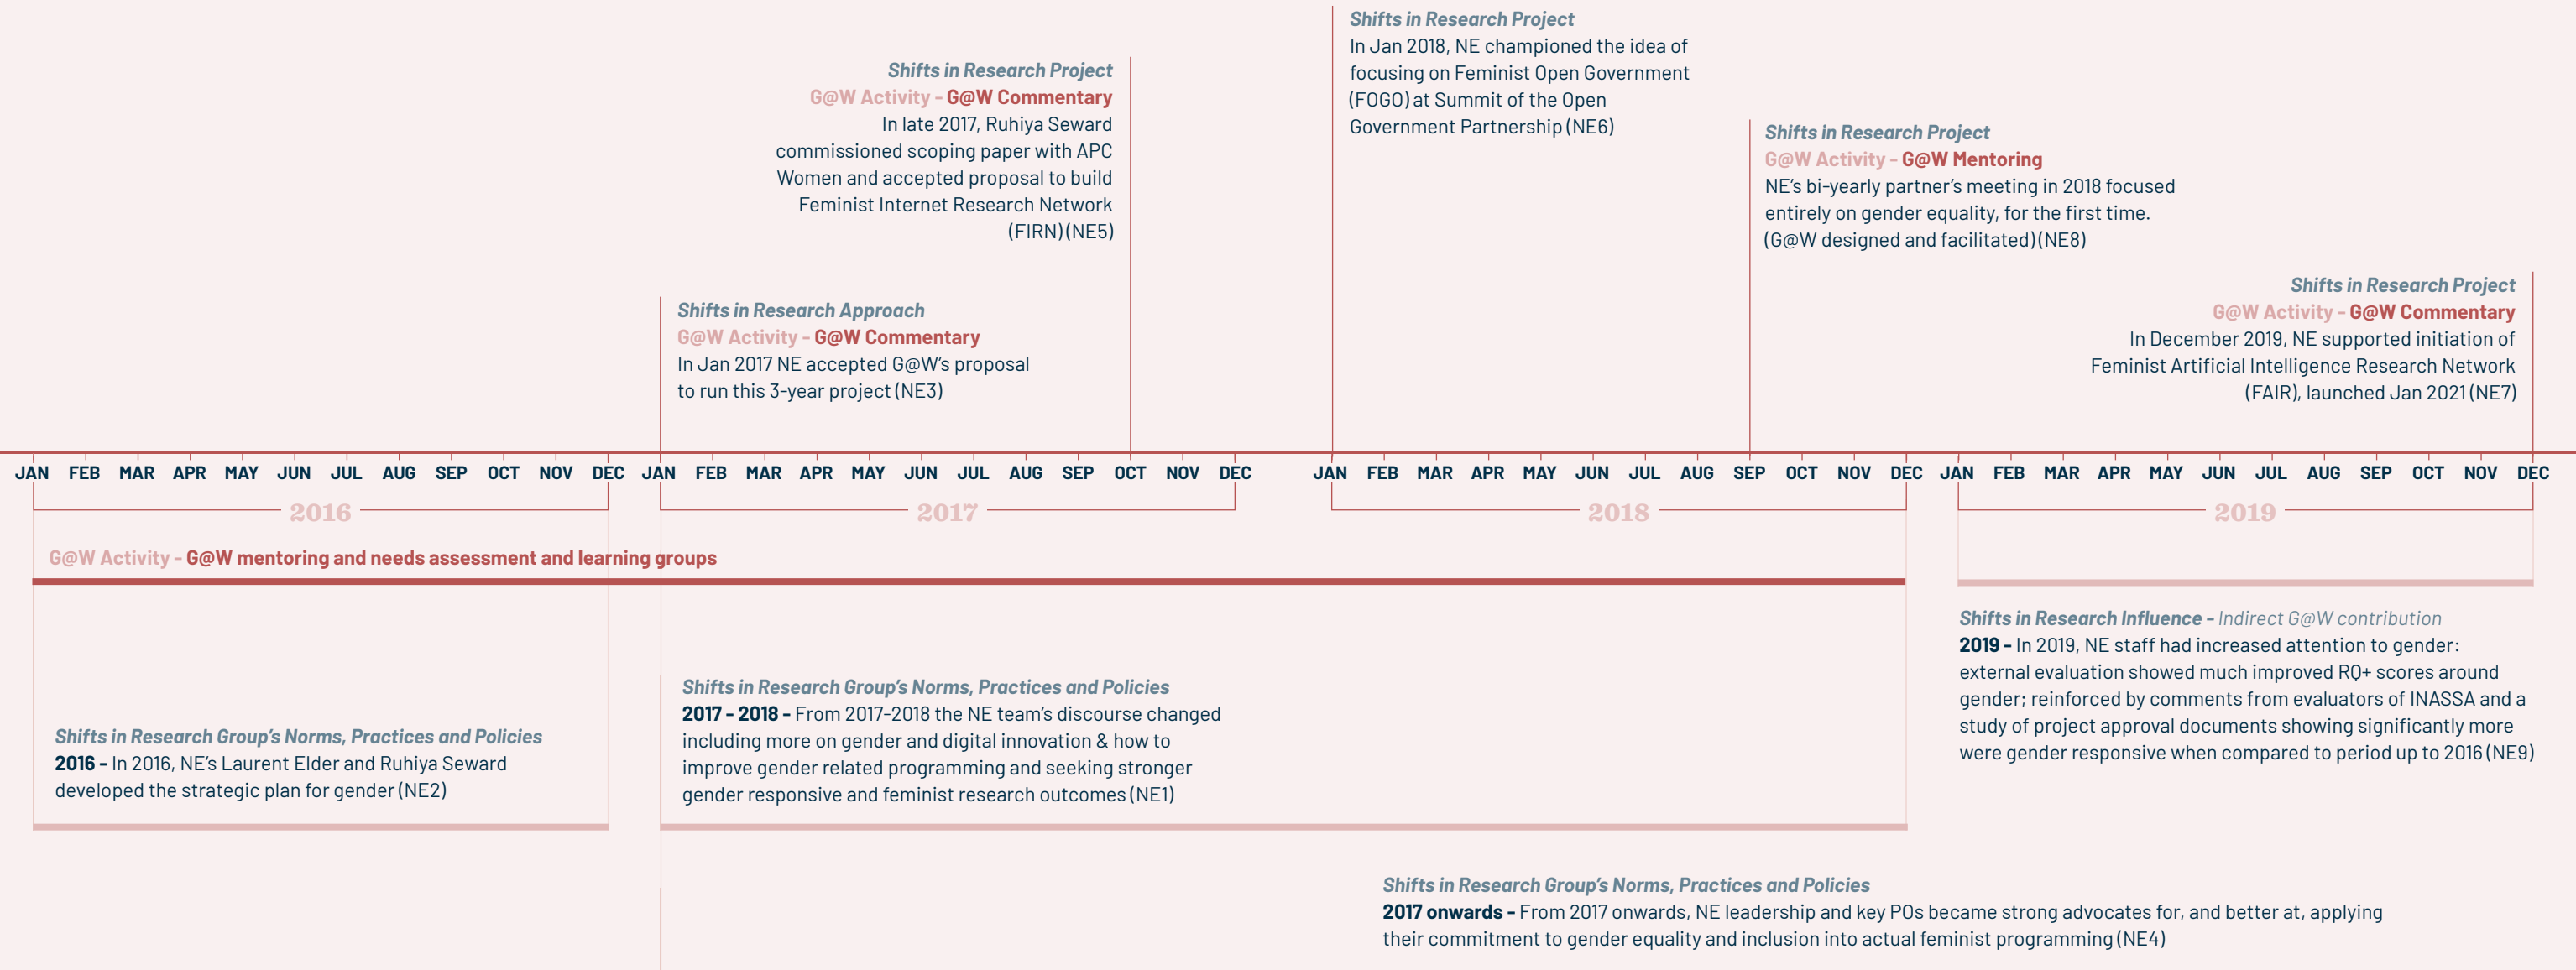 Shifts in Research Project
In Jan 2018, NE championed the idea of
focusing on Feminist Open Government
(FOGO) at Summit of the Open
Government Partnership (NE6)
Shifts in Research Project
G@W Activity - G@W Commentary
In late 2017, Ruhiya Seward
commissioned scoping paper with APC
Women and accepted proposal to build
Feminist Internet Research Network
(FIRN) (NE5)
Shifts in Research Project
G@W Activity - G@W Mentoring
NE’s bi-yearly partner’s meeting in 2018 focused
entirely on gender equality, for the first time.
(G@W designed and facilitated) (NE8)
Shifts in Research Approach
G@W Activity - G@W Commentary
In Jan 2017 NE accepted G@W’s proposal
to run this 3-year project (NE3)
Shifts in Research Project
G@W Activity - G@W Commentary
In December 2019, NE supported initiation of
Feminist Artificial Intelligence Research Network
(FAIR), launched Jan 2021 (NE7)
JAN FEB MAR APR MAY JUN JUL AUG SEP OCT NOV DEC JAN FEB MAR APR MAY JUN JUL AUG SEP OCT NOV DEC JAN FEB MAR APR MAY JUN JUL AUG SEP OCT NOV DEC JAN FEB MAR APR MAY JUN JUL AUG SEP OCT NOV DEC
2016 2017 2018 2019
G@W Activity - G@W mentoring and needs assessment and learning groups
Shifts in Research Group’s Norms, Practices and Policies
2016 - In 2016, NE’s Laurent Elder and Ruhiya Seward
developed the strategic plan for gender (NE2)
Shifts in Research Group’s Norms, Practices and Policies
2017 - 2018 - From 2017-2018 the NE team’s discourse changed
including more on gender and digital innovation & how to
improve gender related programming and seeking stronger
gender responsive and feminist research outcomes (NE1)
Shifts in Research Influence - Indirect G@W contribution
2019 - In 2019, NE staff had increased attention to gender:
external evaluation showed much improved RQ+ scores around
gender; reinforced by comments from evaluators of INASSA and a
study of project approval documents showing significantly more
were gender responsive when compared to period up to 2016 (NE9)
Shifts in Research Group’s Norms, Practices and Policies
2017 onwards - From 2017 onwards, NE leadership and key POs became strong advocates for, and better at, applying
their commitment to gender equality and inclusion into actual feminist programming (NE4)